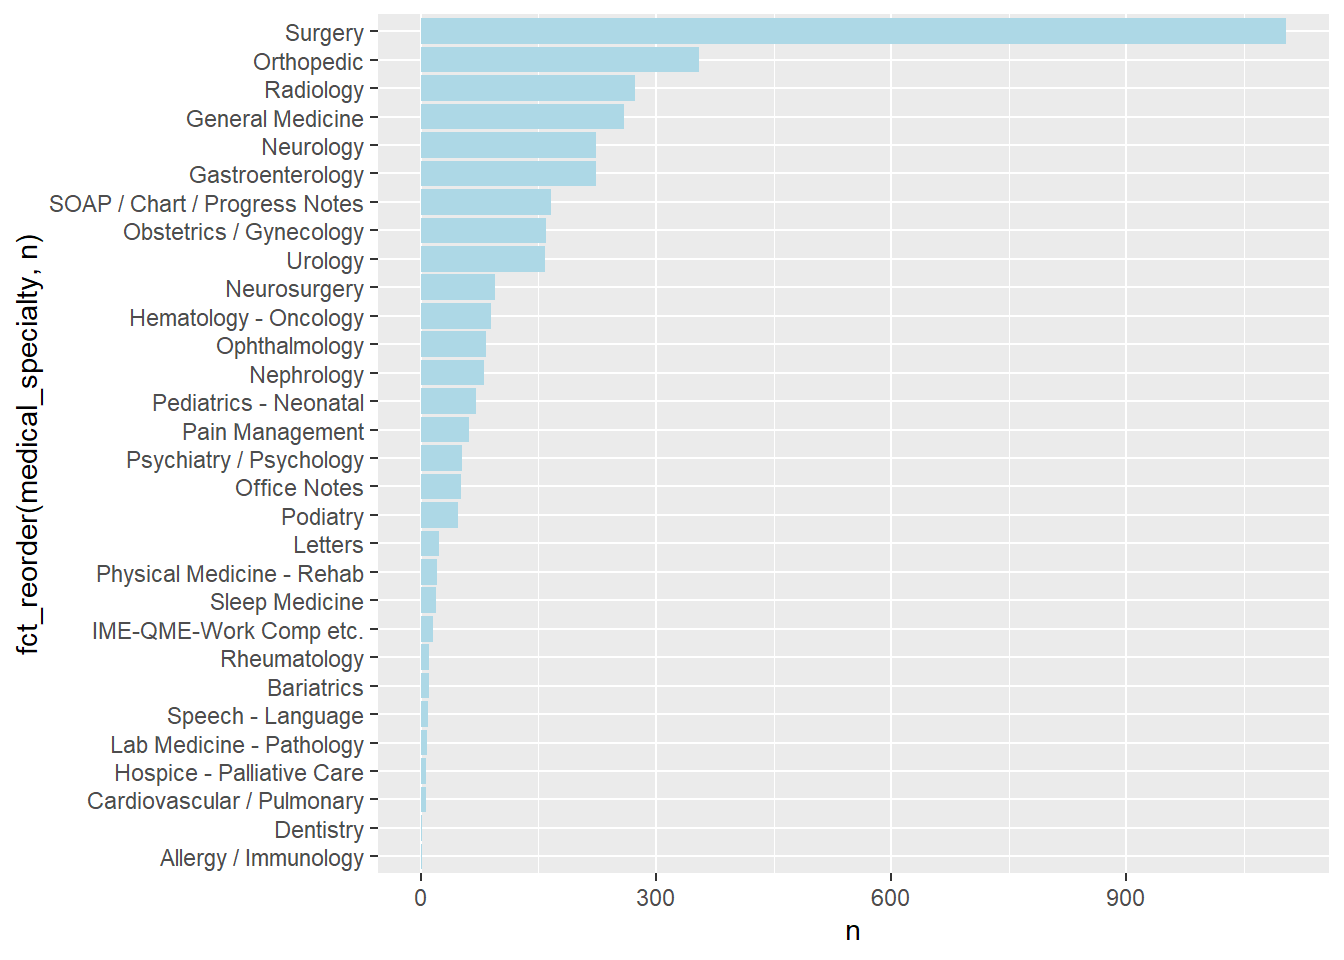 fct_reorder(medical_specialty, n)
Surgery
Orthopedic
Radiology
General Medicine
Neurology
Gastroenterology
SOAP / Chart / Progress Notes
Obstetrics / Gynecology
Urology
Neurosurgery
Hematology - Oncology
Ophthalmology
Nephrology
Pediatrics - Neonatal
Pain Management
Psychiatry / Psychology
Office Notes
Podiatry
Letters
Physical Medicine - Rehab
Sleep Medicine
IME-QME-Work Comp etc.
Rheumatology
Bariatrics
Speech - Language
Lab Medicine - Pathology
Hospice - Palliative Care
Cardiovascular / Pulmonary
Dentistry
Allergy / Immunology
0 300 600 900
n